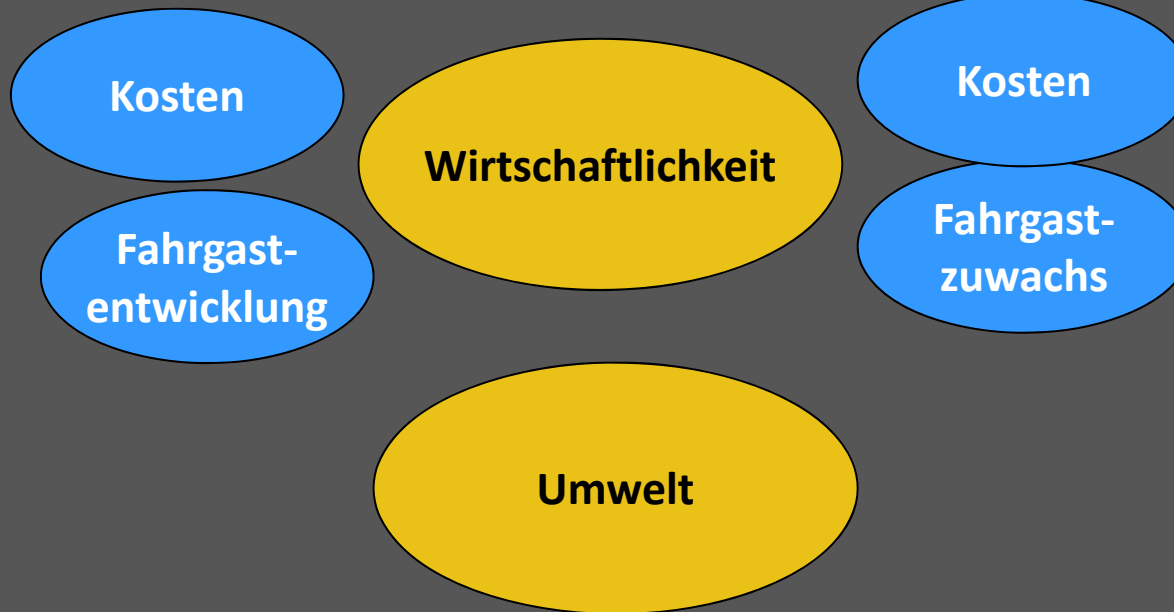 Kosten
Wirtschaftlichkeit
Kosten
Fahrgast-
entwicklung
Fahrgast-
zuwachs
Umwelt